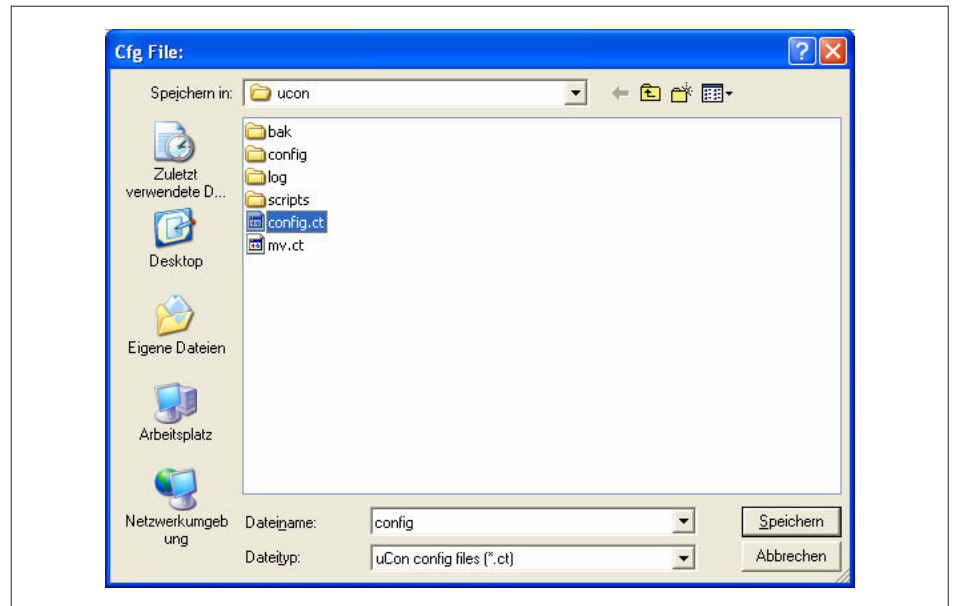 Cfg File:
Speichern in:
ucon
bak
config
log
scripts
config.ct
mv.ct
Zuletzt
verwendete D...
Desktop
Eigene Dateien
Arbeitsplatz
Netzwerkumgeb
ung
Dateiname:
config
Speichern
Dateityp:
uCon config files (*.ct)
Abbrechen